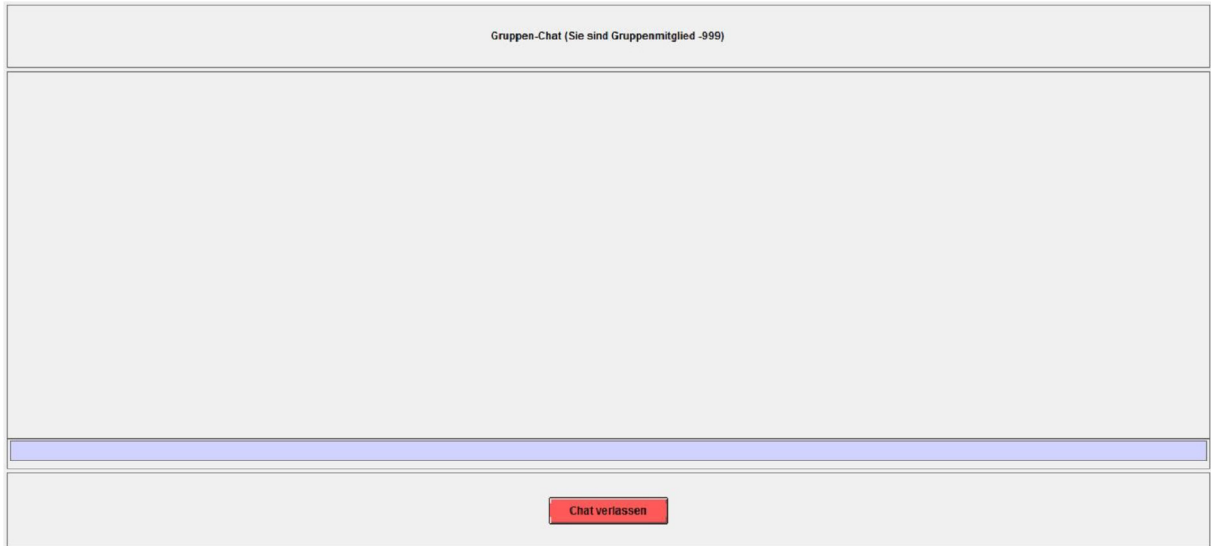 Gruppen-Chat (Sie sind Gruppenmitglied -999)
Chat verlassen